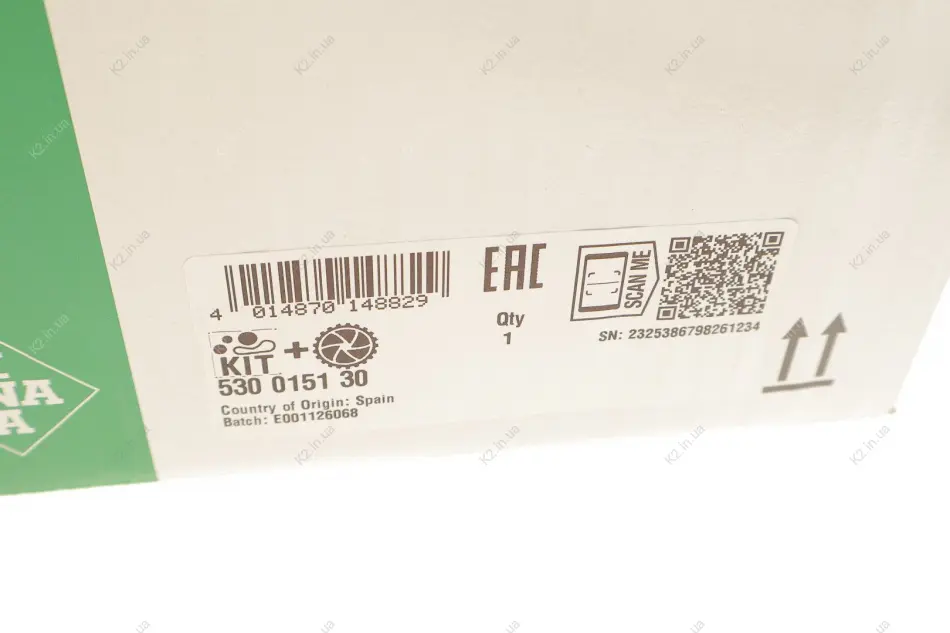 4 014870 148829
EAC
SCAN ME
Qty
1
SN: 2325386798261234
KIT +
530 0151 30
Country of Origin: Spain
Batch: E001126068
NA
A
K2.in.ua